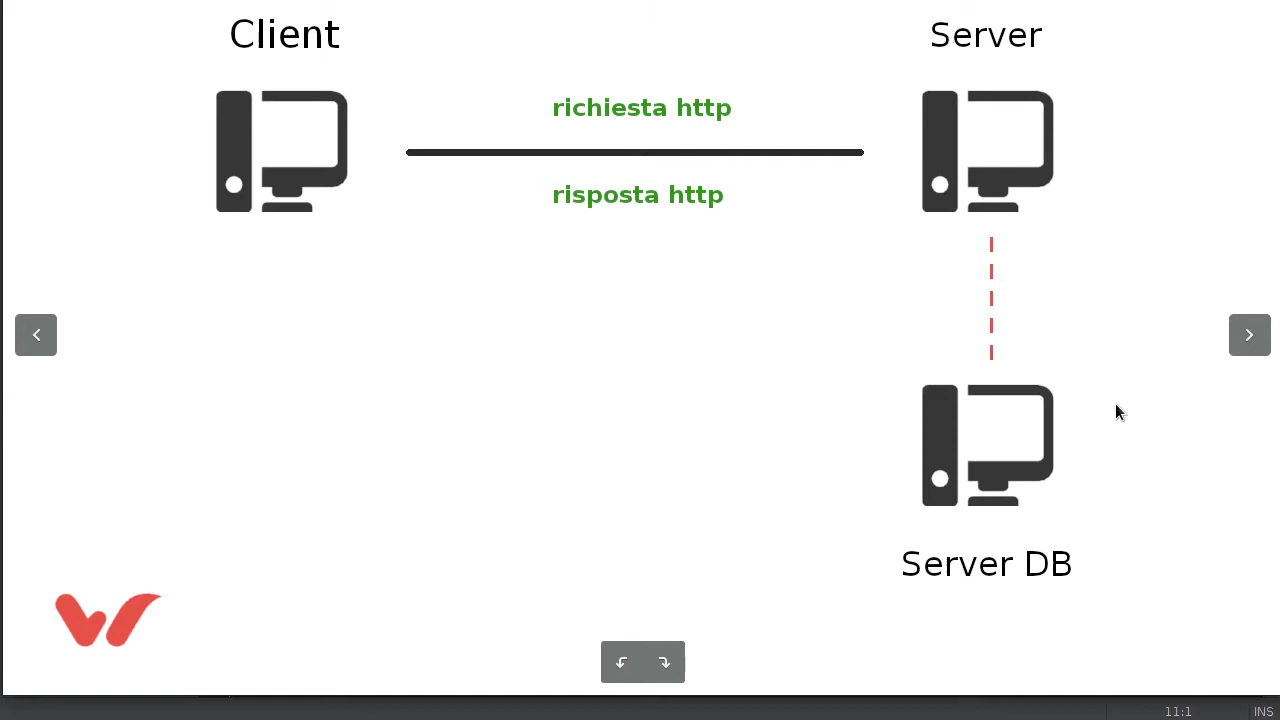 Client
Server
richiesta http
risposta http
Server DB
11:1
INS